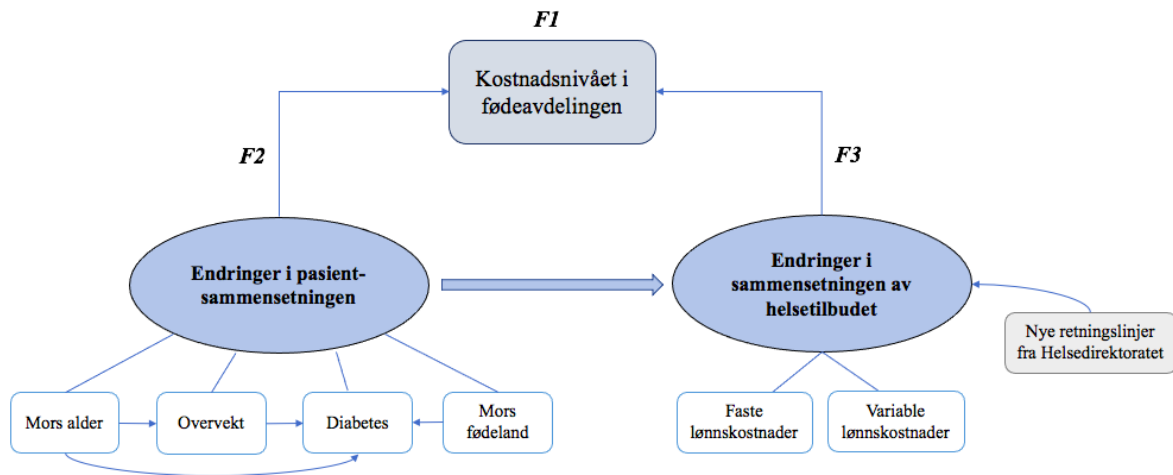 F1
Kostnadsnivået i
fødeavdelingen
F2
F3
Endringer i pasient-
sammensetningen
Endringer i
sammensetningen av
helsetilbudet
Nye retningslinjer
fra Helsedirektoratet
Mors alder
Overvekt
Diabetes
Mors
fødeland
Faste
lønnskostnader
Variable
lønnskostnader